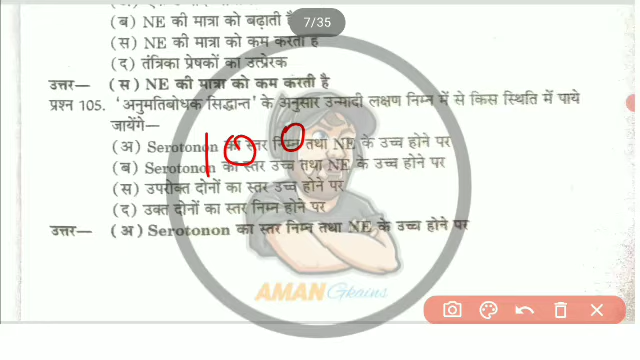 (ब) NE की मात्रा को बढ़ाती है
7/35
(स) NE की मात्रा को कम करती है
(द) तंत्रिका प्रेषकों का उत्प्रेरक
उत्तर— (स) NE की मात्रा को कम करती है
प्रश्न 105. 'अनुमतिबोधक सिद्धान्त' के अनुसार उन्मादी लक्षण निम्न में से किस स्थिति में पाये
जायेंगे—
(अ) Serotonon का स्तर निम्न तथा NE के उच्च होने पर
(ब) Serotonon का स्तर उच्च तथा NE के उच्च होने पर
(स) उपरोक्त दोनों का स्तर उच्च होने पर
(द) उक्त दोनों का स्तर निम्न होने पर
उत्तर— (अ) Serotonon का स्तर निम्न तथा NE के उच्च होने पर
AMAN Gkains